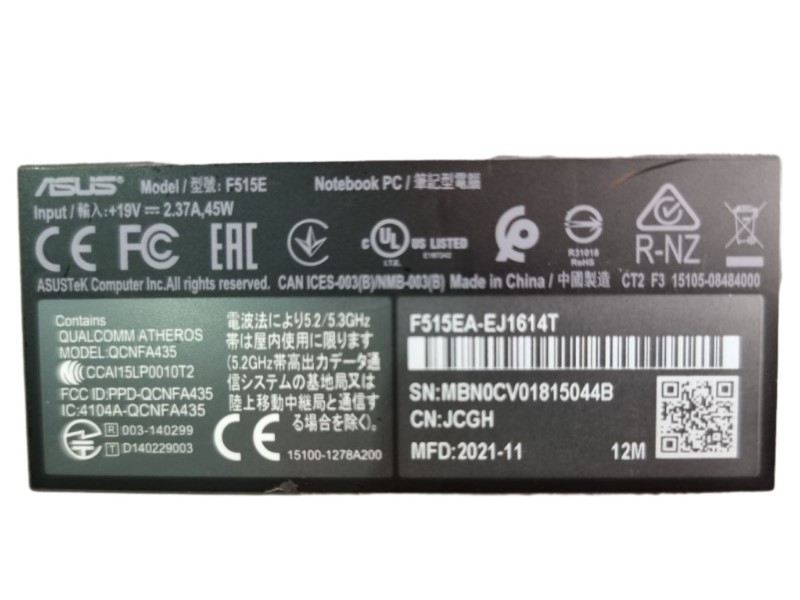 ASUS Model / 型號: F515E Notebook PC / 筆記型電腦
Input / 輸入:+19V ⎓ 2.37A,45W
CE FC EAC c UL US LISTED R31018 RoHS R-NZ
E167342
I.T.E.
ASUSTeK Computer Inc.All rights reserved. CAN ICES-003(B)/NMB-003(B) Made in China / 中國製造 CT2 F3 15105-08484000
Contains
QUALCOMM ATHEROS
MODEL:QCNFA435
CCAI15LP0010T2
FCC ID:PPD-QCNFA435
IC:4104A-QCNFA435
R 003-140299
T D140229003
電波法により5.2/5.3GHz
帯は屋内使用に限ります
(5.2GHz帯高出力データ通
信システムの基地局又は
陸上移動中継局と通信す
る場合を除く)。
CE 15100-1278A200
F515EA-EJ1614T
SN:MBN0CV01815044B
CN:JCGH
MFD:2021-11 12M